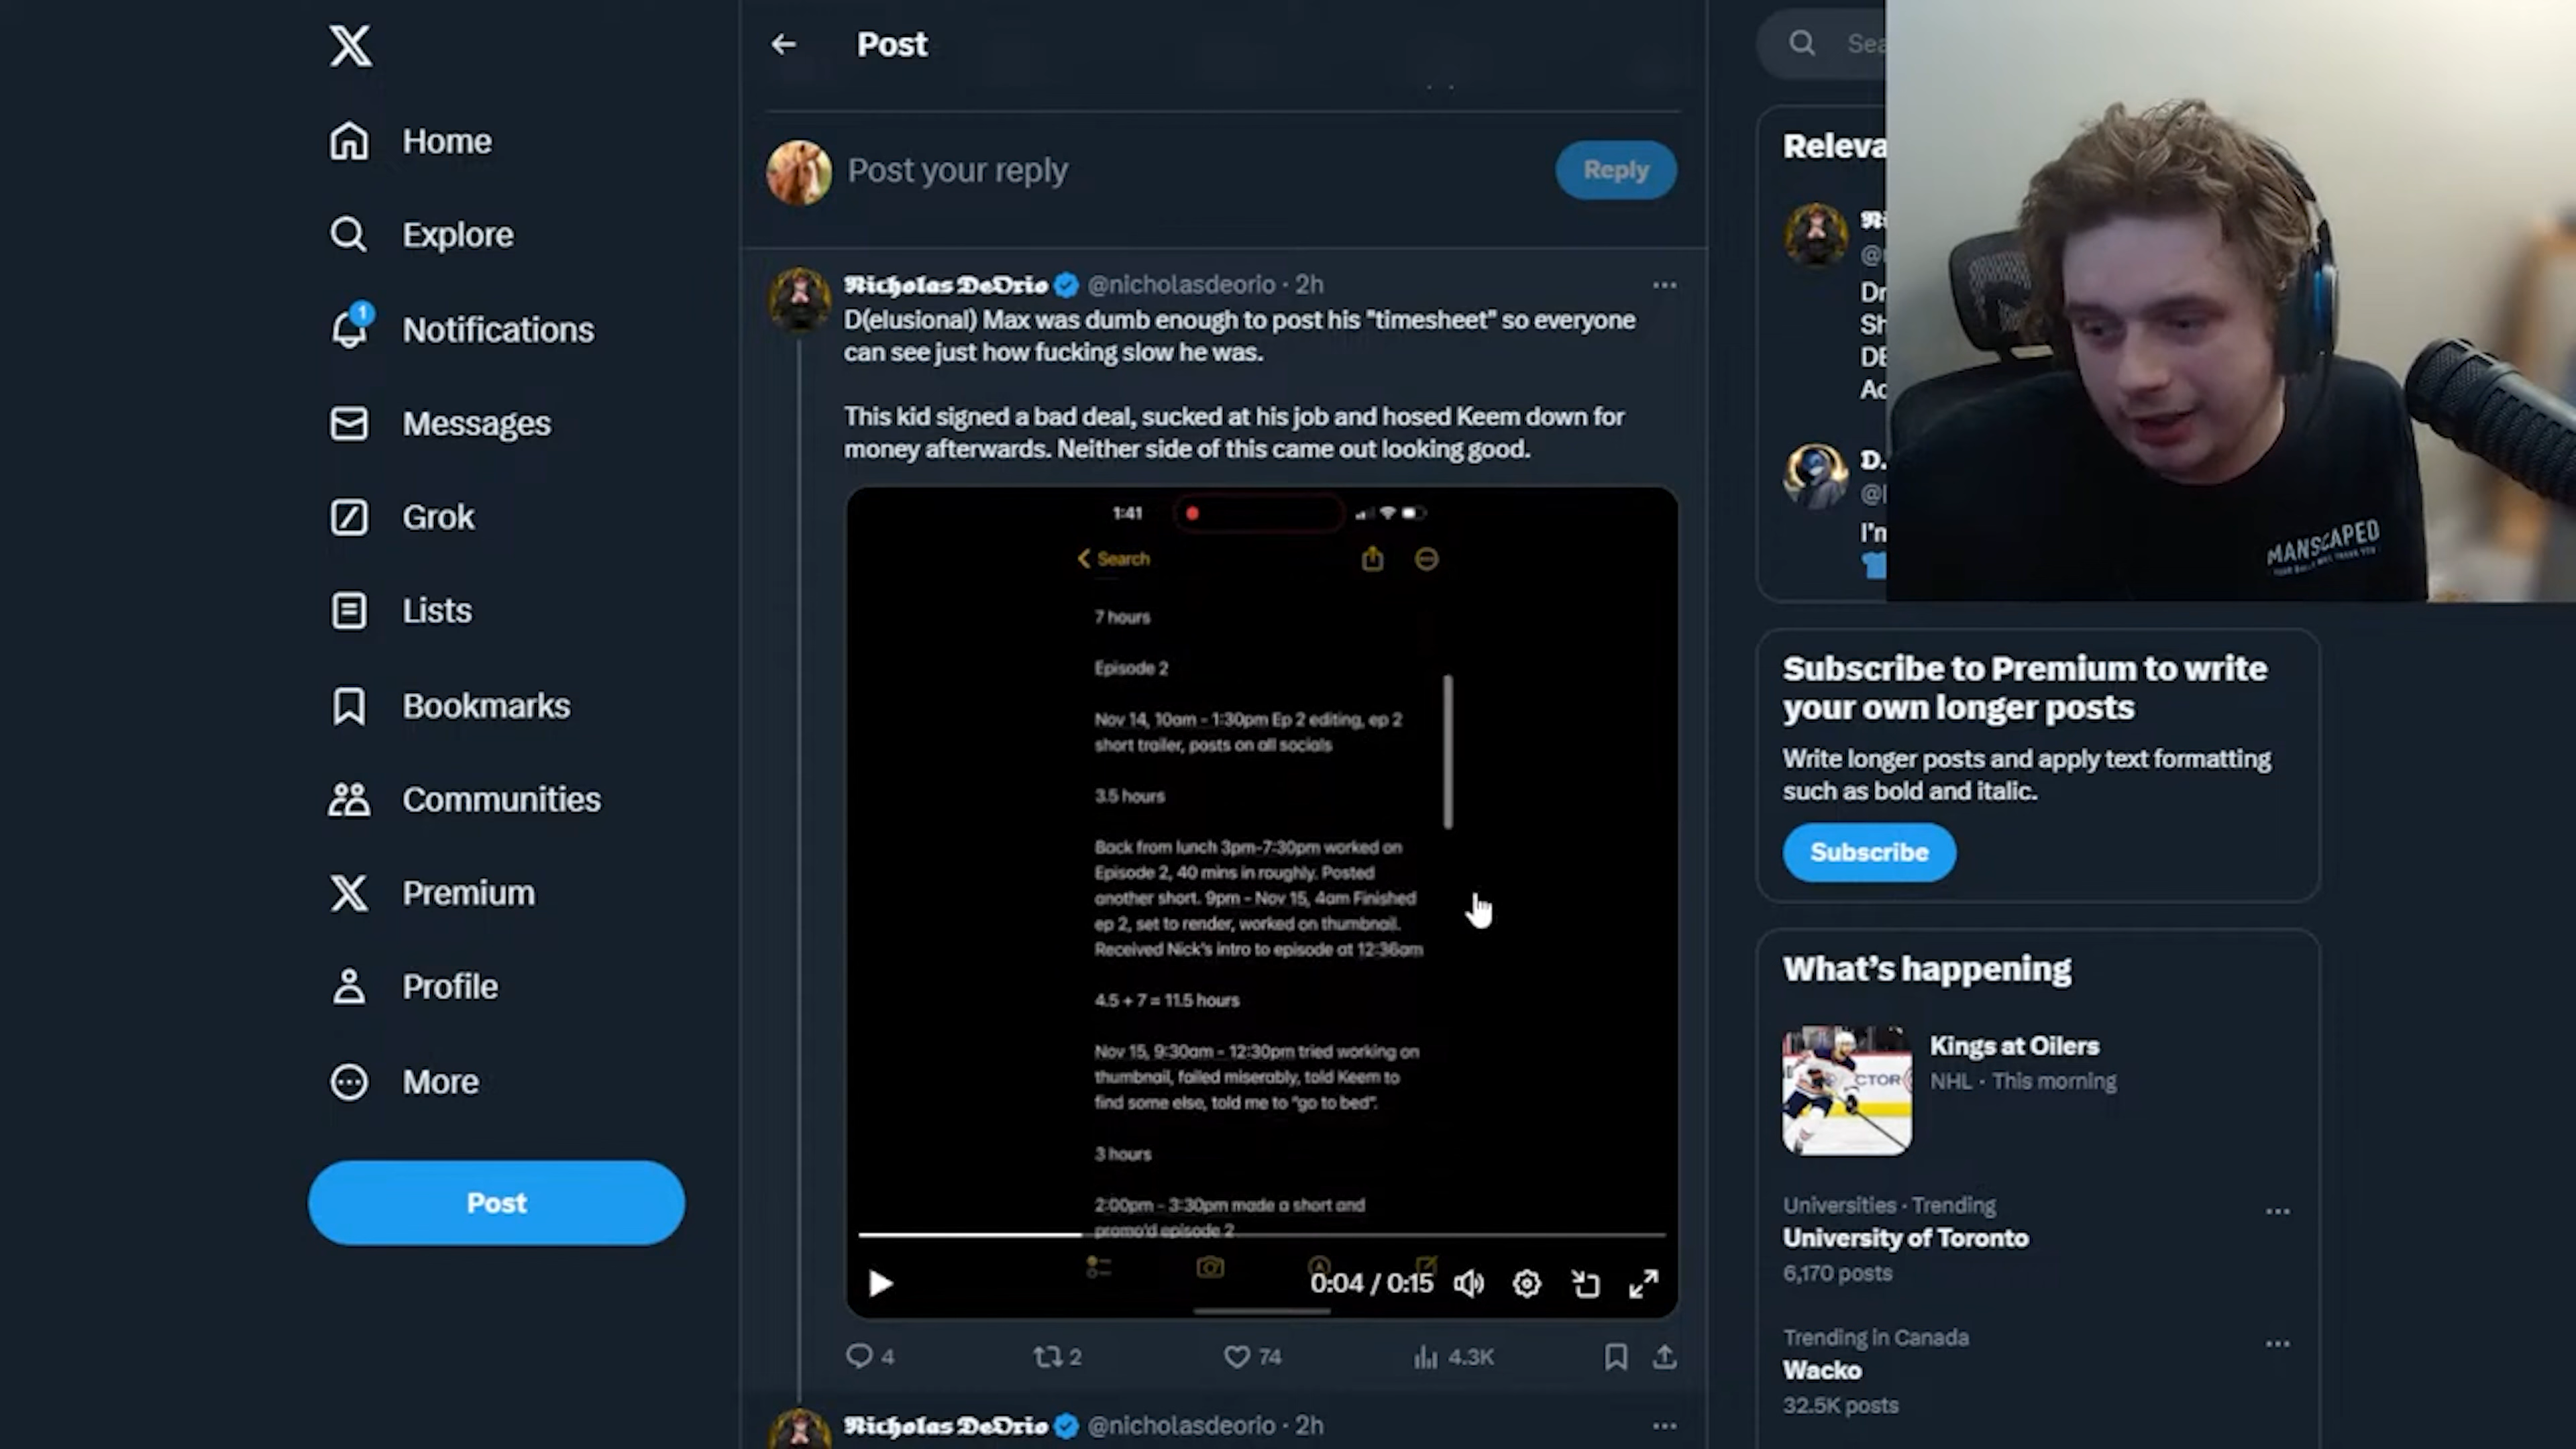 Home
Explore
1
Notifications
Messages
Grok
Lists
Bookmarks
Communities
Premium
Profile
More
Post
Post
Post your reply
Reply
Nicholas DeOrio @nicholasdeorio · 2h
D(elusional) Max was dumb enough to post his "timesheet" so everyone
can see just how fucking slow he was.
This kid signed a bad deal, sucked at his job and hosed Keem down for
money afterwards. Neither side of this came out looking good.
1:41
Search
7 hours
Episode 2
Nov 14, 10am - 1:30pm Ep 2 editing, ep 2
short trailer, posts on all socials
3.5 hours
Back from lunch 3pm-7:30pm worked on
Episode 2, 40 mins in roughly. Posted
another short. 9pm - Nov 15, 4am Finished
ep 2, set to render, worked on thumbnail.
Received Nick's intro to episode at 12:36am
4.5 + 7 = 11.5 hours
Nov 15, 9:30am - 12:30pm tried working on
thumbnail, failed miserably, told Keem to
find some else, told me to "go to bed".
3 hours
2:00pm - 3:30pm made a short and
promo'd episode 2
0:04 / 0:15
4
2
74
4.3K
Nicholas DeOrio @nicholasdeorio · 2h
Sea
Releva
Ni
@
Dr
Sh
DE
Ac
D.
@
I'm
MANSCAPED
Subscribe to Premium to write
your own longer posts
Write longer posts and apply text formatting
such as bold and italic.
Subscribe
What's happening
Kings at Oilers
NHL · This morning
Universities · Trending
University of Toronto
6,170 posts
Trending in Canada
Wacko
32.5K posts